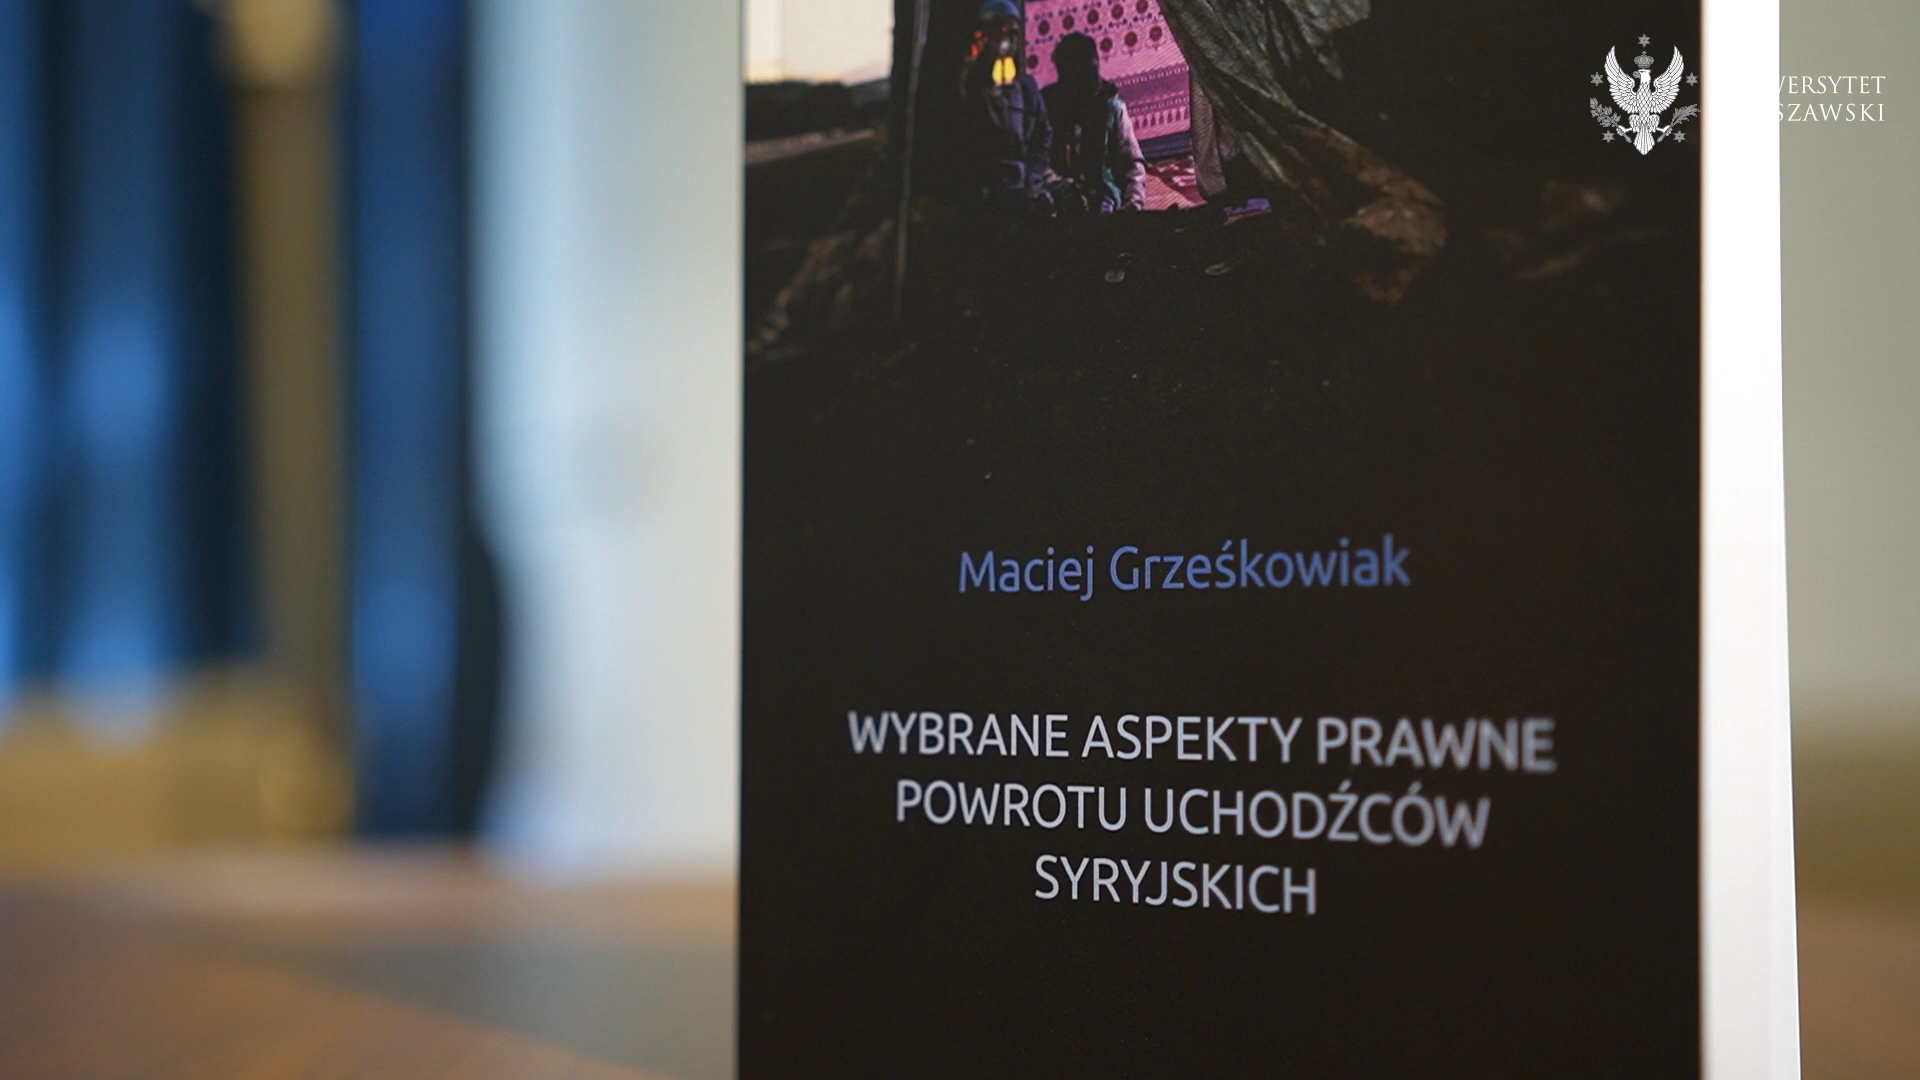 Maciej Grześkowiak
WYBRANE ASPEKTY PRAWNE
POWROTU UCHODŹCÓW
SYRYJSKICH